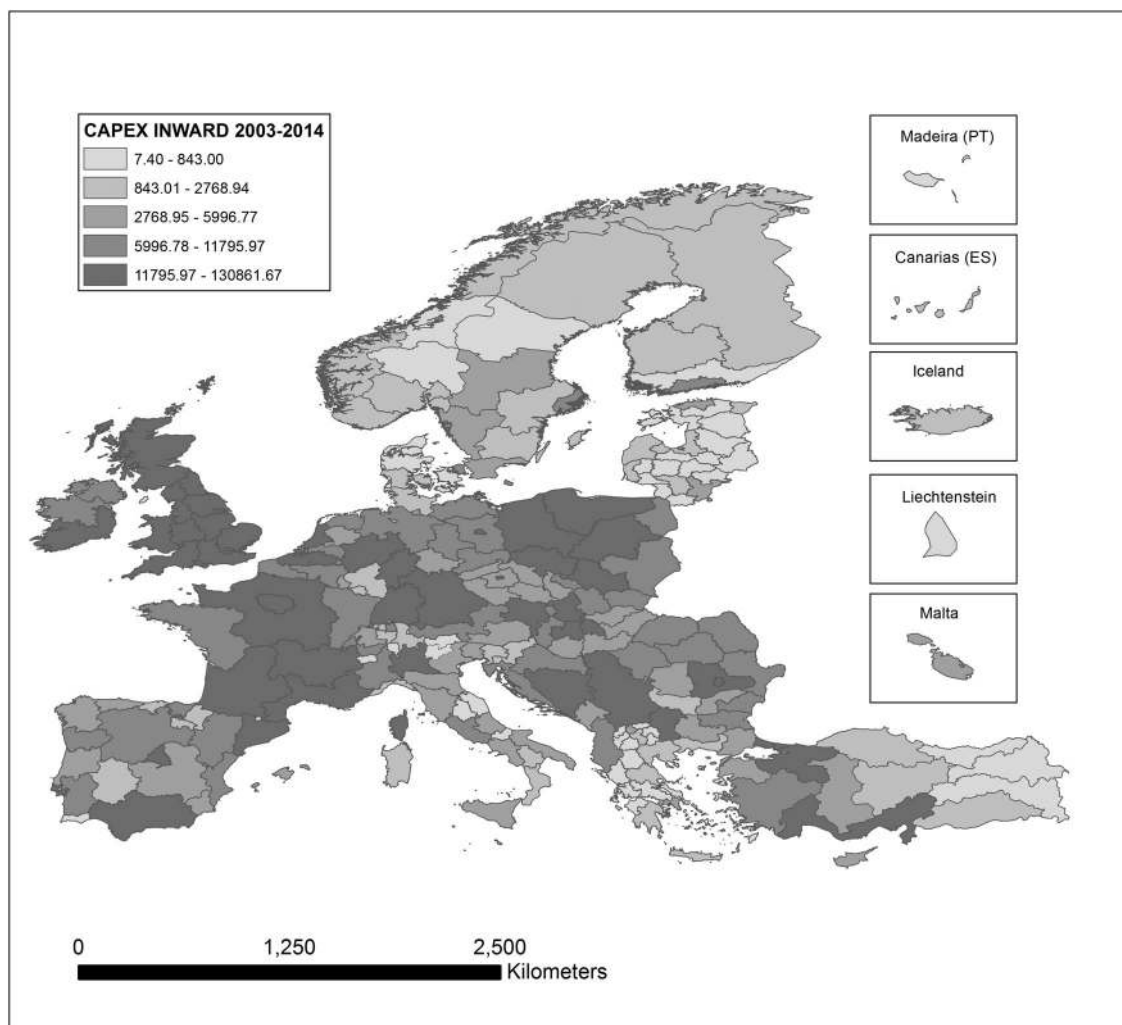 CAPEX INWARD 2003-2014
7.40 - 843.00
843.01 - 2768.94
2768.95 - 5996.77
5996.78 - 11795.97
11795.97 - 130861.67
Madeira (PT)
Canarias (ES)
Iceland
Liechtenstein
Malta
0 1,250 2,500
Kilometers